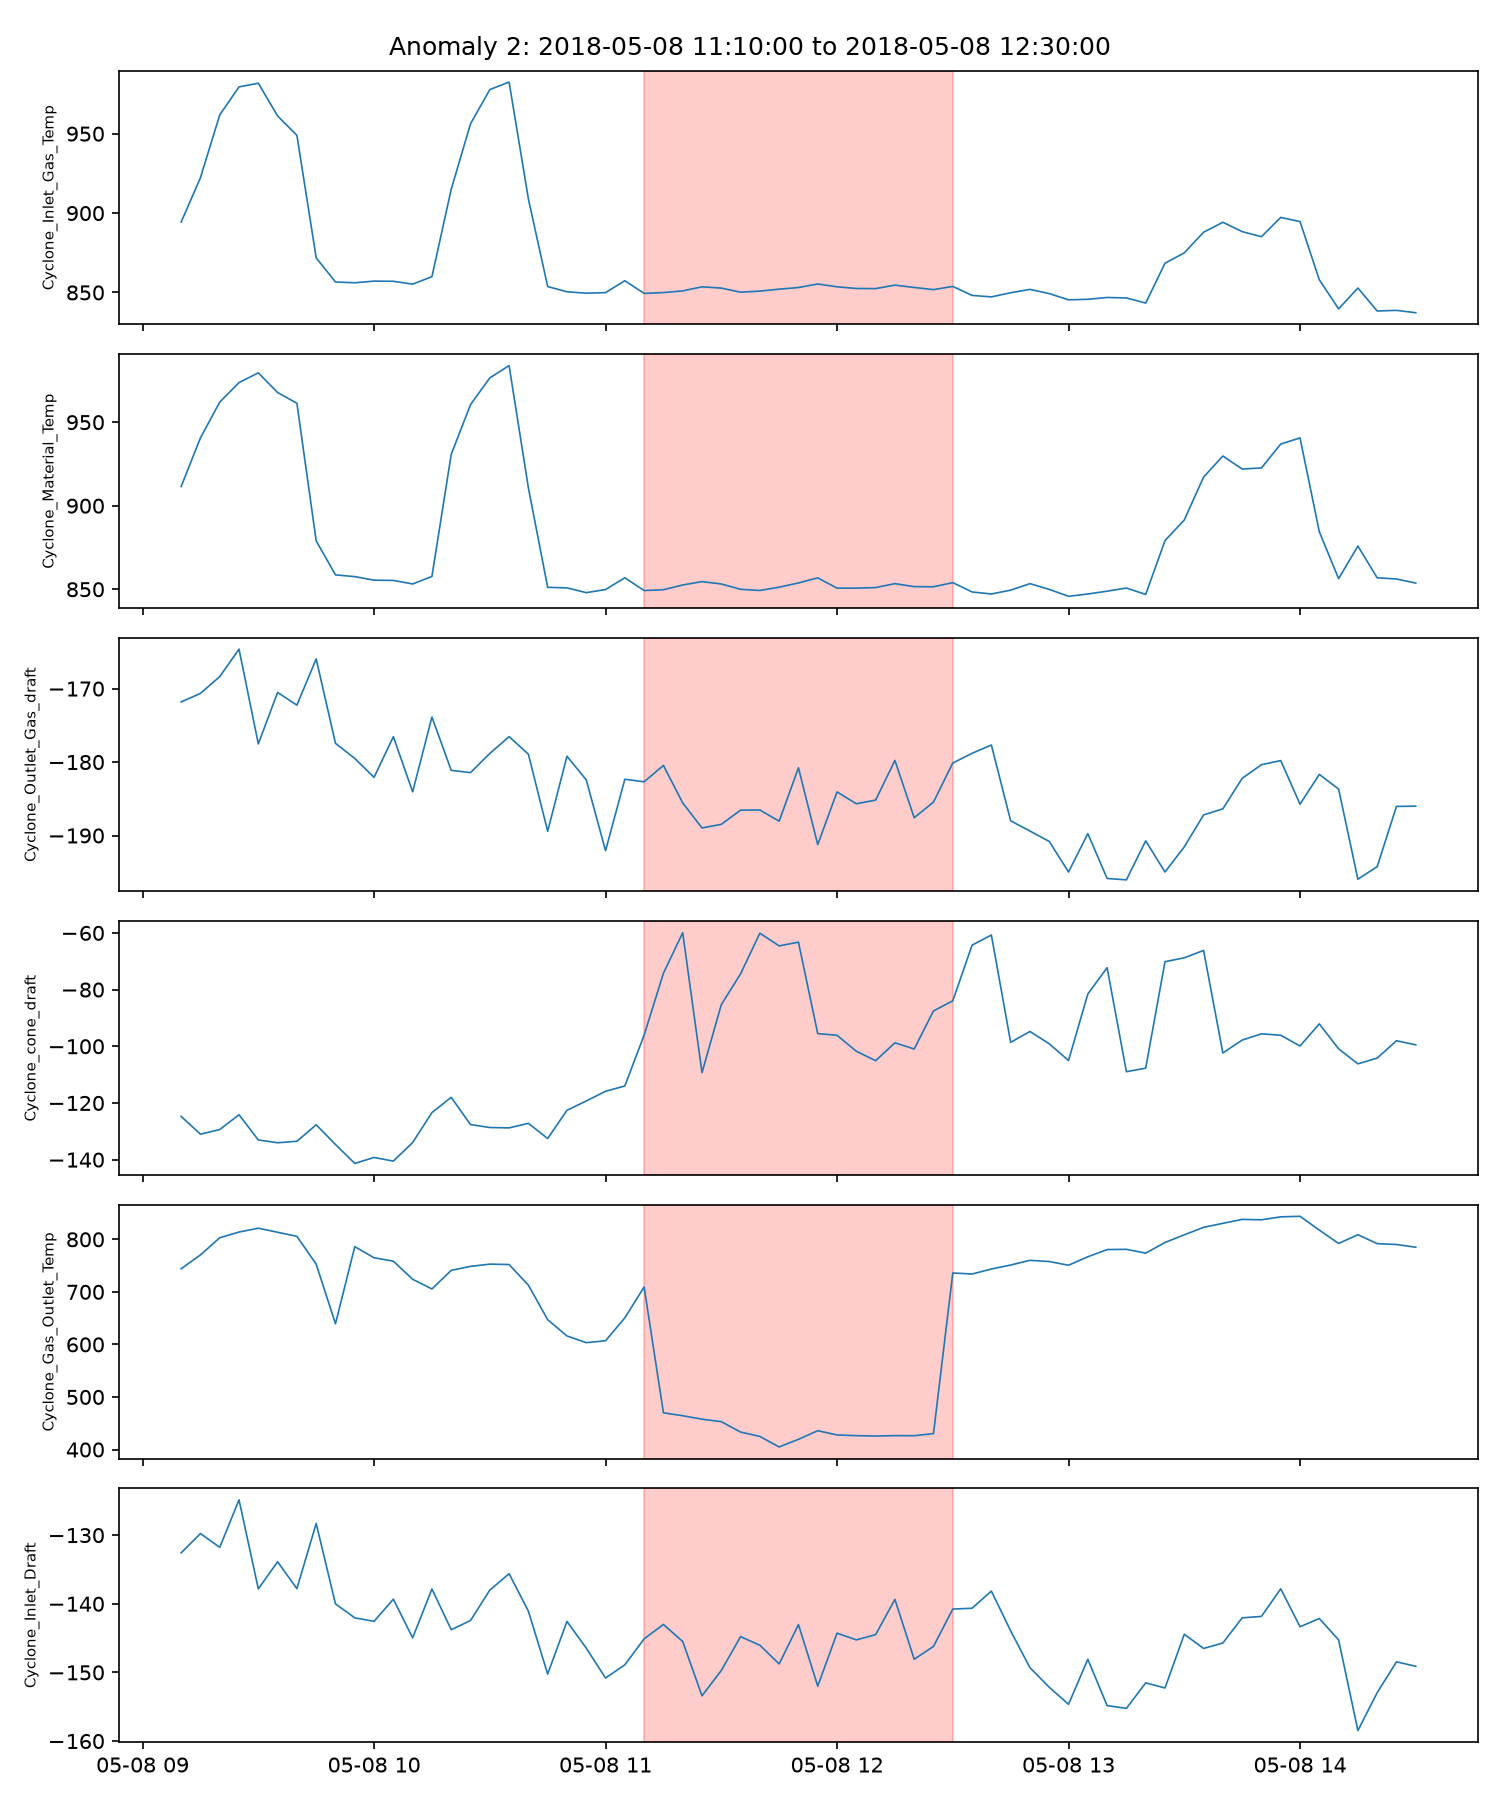 Anomaly 2: 2018-05-08 11:10:00 to 2018-05-08 12:30:00
Cyclone_Inlet_Gas_Temp
950
900
850
Cyclone_Material_Temp
950
900
850
Cyclone_Outlet_Gas_draft
−170
−180
−190
Cyclone_cone_draft
−60
−80
−100
−120
−140
Cyclone_Gas_Outlet_Temp
800
700
600
500
400
Cyclone_Inlet_Draft
−130
−140
−150
−160
05-08 09 05-08 10 05-08 11 05-08 12 05-08 13 05-08 14